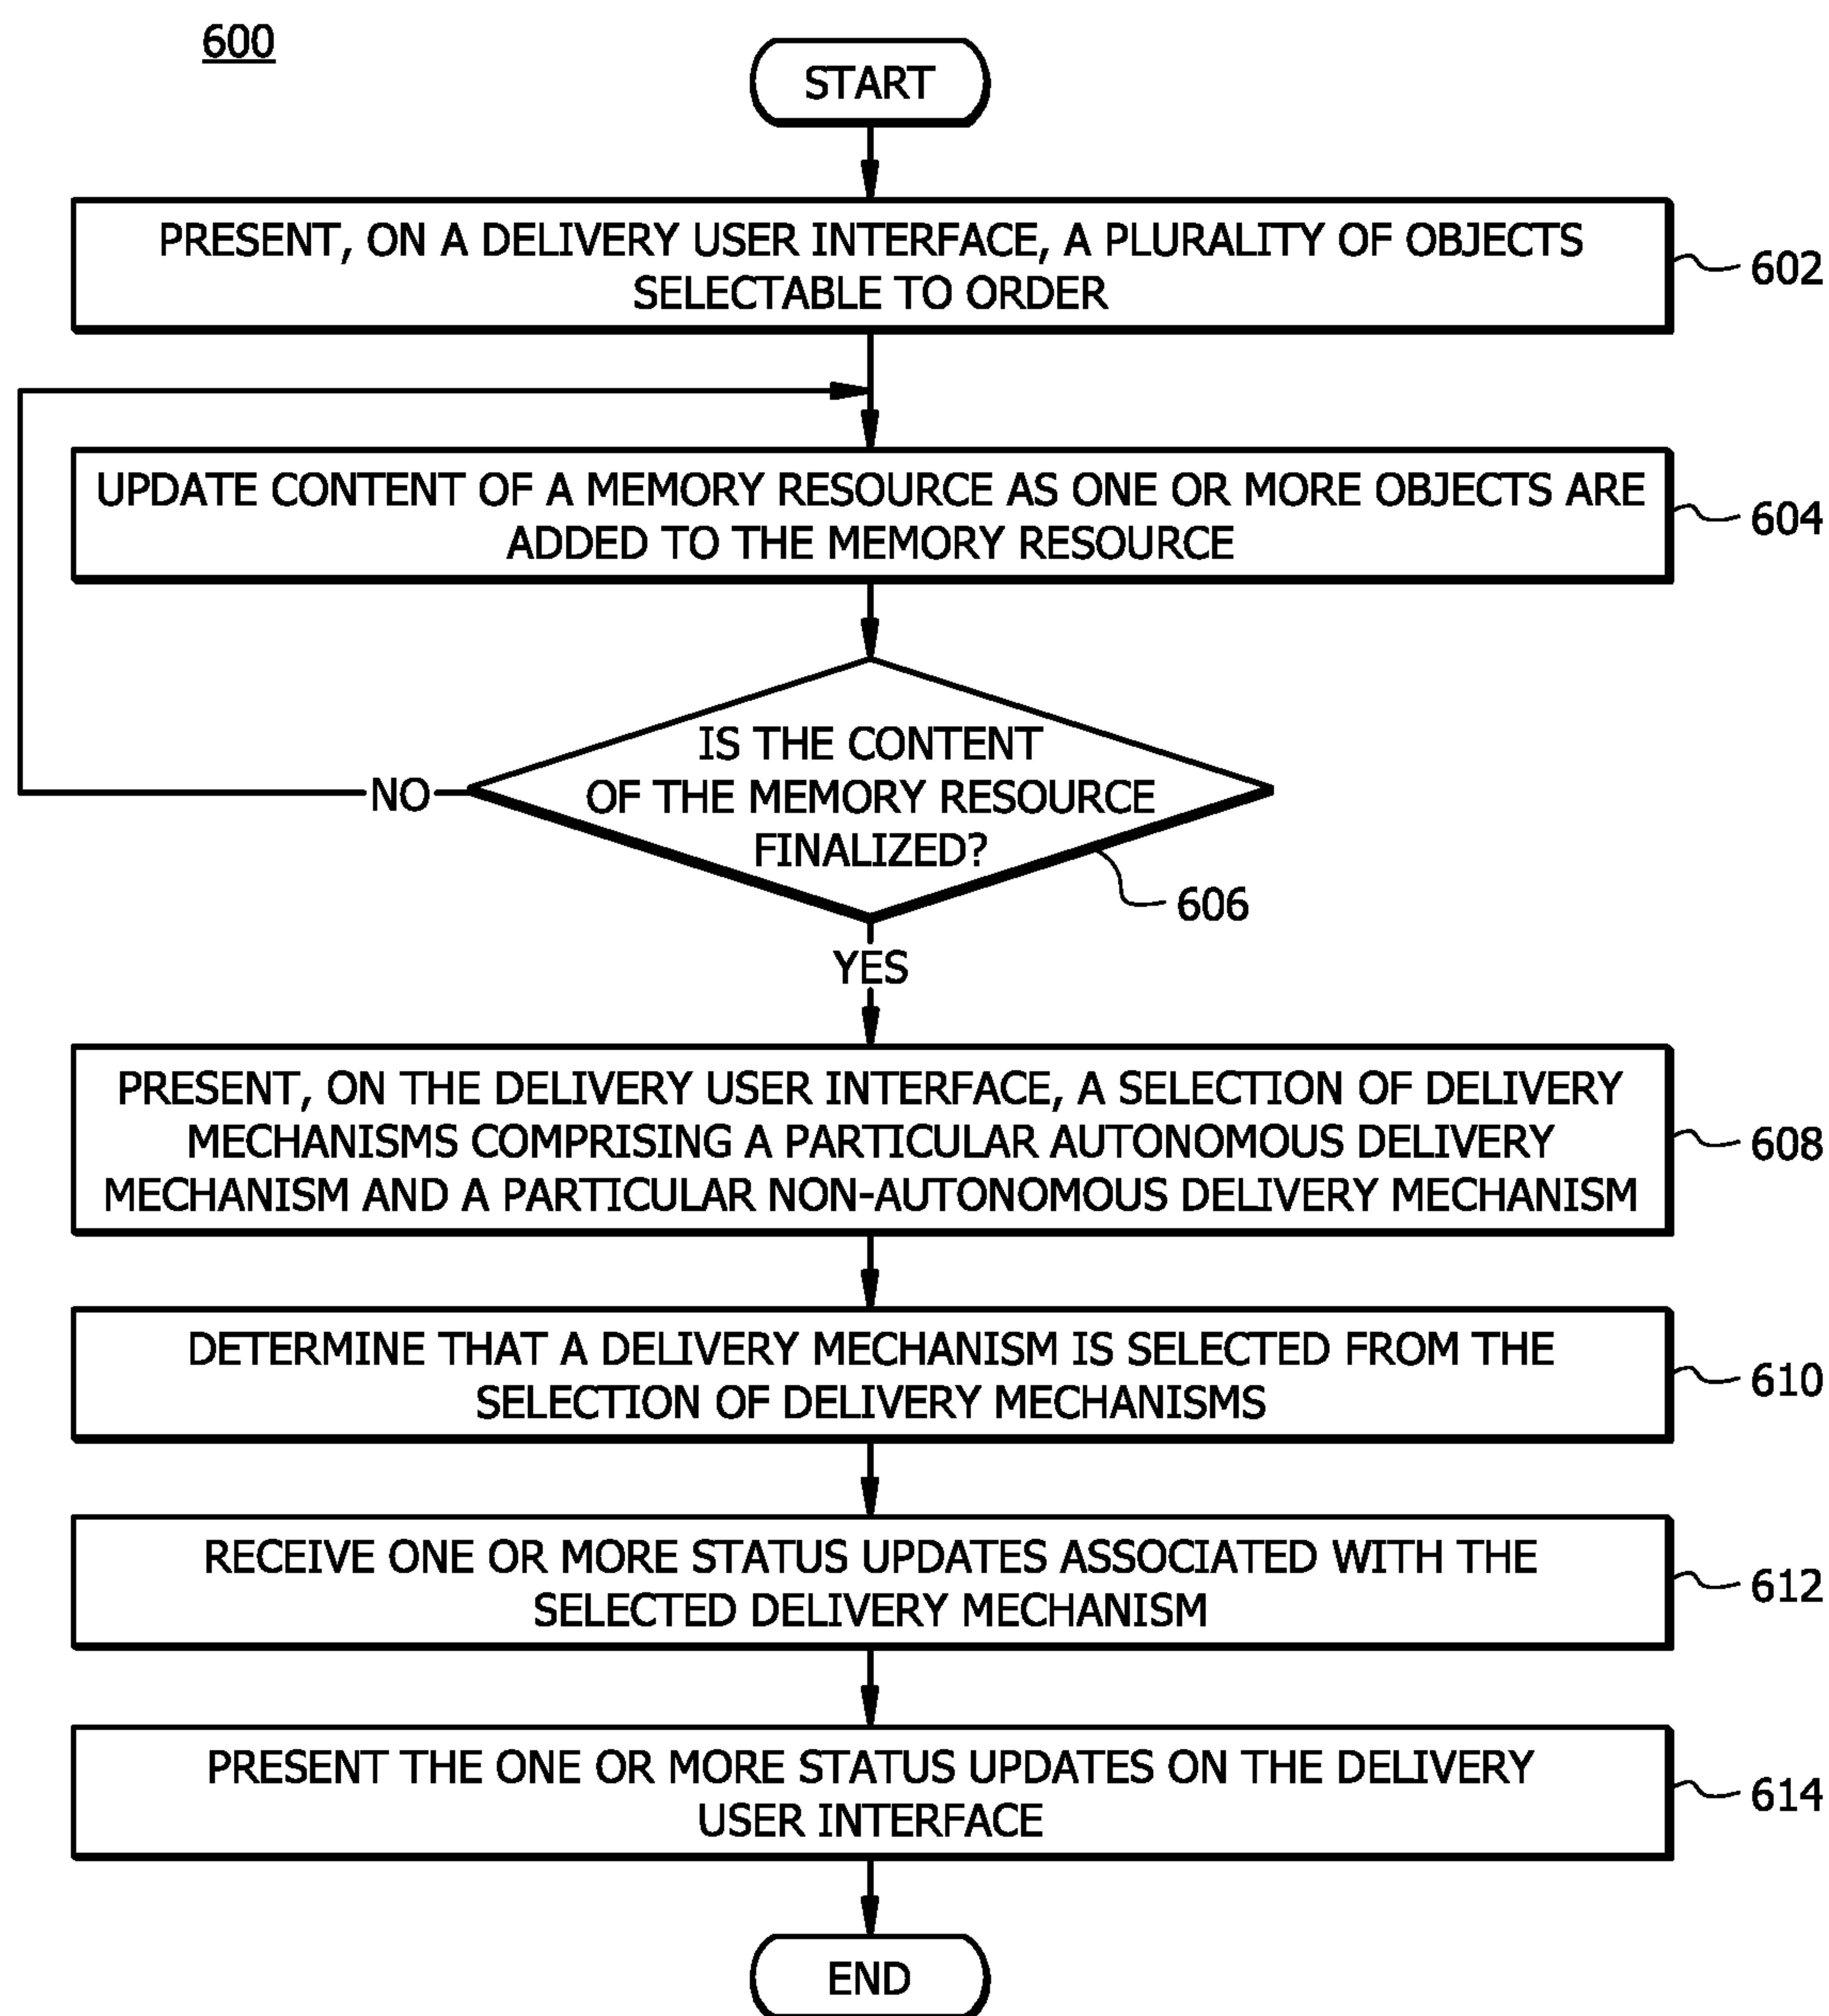 600
START
PRESENT, ON A DELIVERY USER INTERFACE, A PLURALITY OF OBJECTS
SELECTABLE TO ORDER
602
UPDATE CONTENT OF A MEMORY RESOURCE AS ONE OR MORE OBJECTS ARE
ADDED TO THE MEMORY RESOURCE
604
IS THE CONTENT
OF THE MEMORY RESOURCE
FINALIZED?
NO
606
YES
PRESENT, ON THE DELIVERY USER INTERFACE, A SELECTION OF DELIVERY
MECHANISMS COMPRISING A PARTICULAR AUTONOMOUS DELIVERY
MECHANISM AND A PARTICULAR NON-AUTONOMOUS DELIVERY MECHANISM
608
DETERMINE THAT A DELIVERY MECHANISM IS SELECTED FROM THE
SELECTION OF DELIVERY MECHANISMS
610
RECEIVE ONE OR MORE STATUS UPDATES ASSOCIATED WITH THE
SELECTED DELIVERY MECHANISM
612
PRESENT THE ONE OR MORE STATUS UPDATES ON THE DELIVERY
USER INTERFACE
614
END